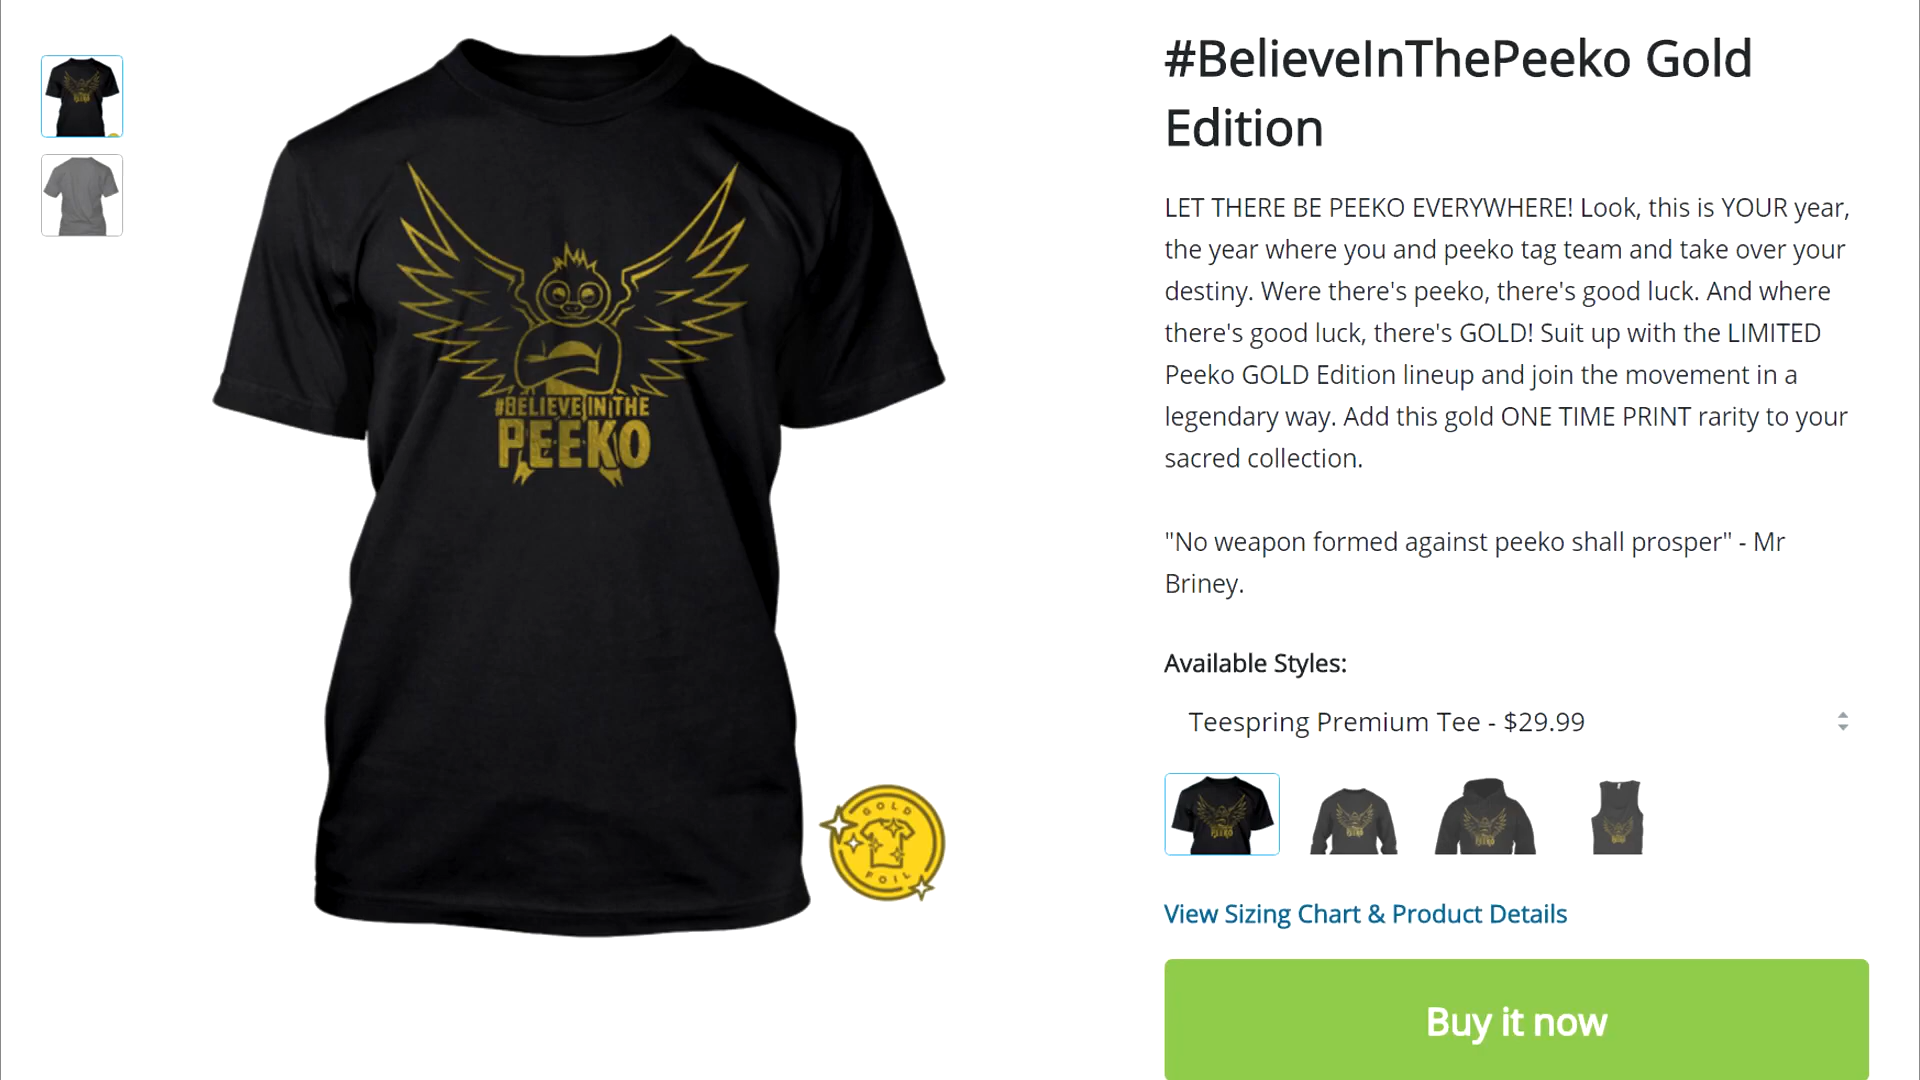 #BelieveInThePeeko Gold
Edition
LET THERE BE PEEKO EVERYWHERE! Look, this is YOUR year,
the year where you and peeko tag team and take over your
destiny. Were there's peeko, there's good luck. And where
there's good luck, there's GOLD! Suit up with the LIMITED
Peeko GOLD Edition lineup and join the movement in a
legendary way. Add this gold ONE TIME PRINT rarity to your
sacred collection.
"No weapon formed against peeko shall prosper" - Mr
Briney.
Available Styles:
Teespring Premium Tee - $29.99
View Sizing Chart & Product Details
Buy it now
#BELIEVE IN THE
PEEKO
GOLD
FOIL